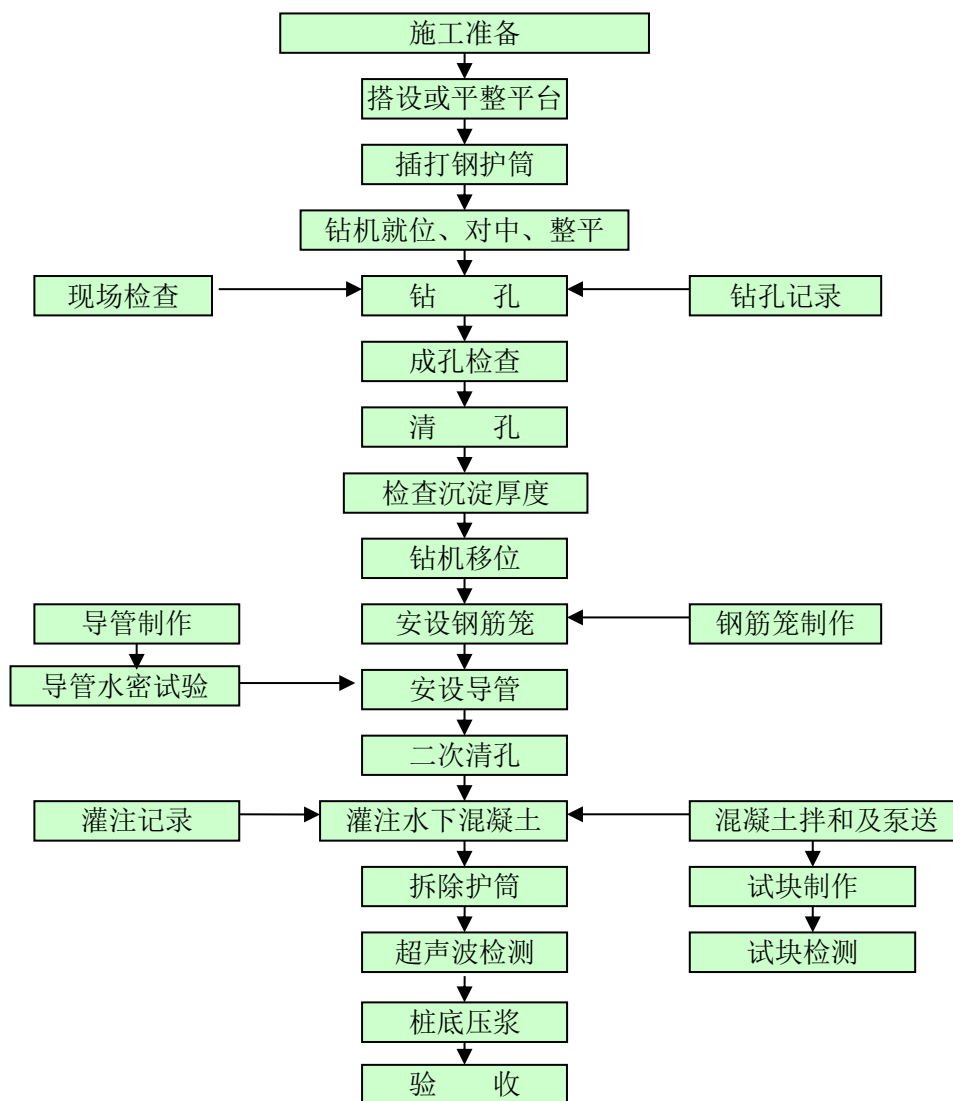 施工准备
搭设或平整平台
插打钢护筒
钻机就位、对中、整平
现场检查
钻 孔
钻孔记录
成孔检查
清 孔
检查沉淀厚度
钻机移位
导管制作
安设钢筋笼
钢筋笼制作
导管水密试验
安设导管
二次清孔
灌注记录
灌注水下混凝土
混凝土拌和及泵送
拆除护筒
试块制作
超声波检测
试块检测
桩底压浆
验 收